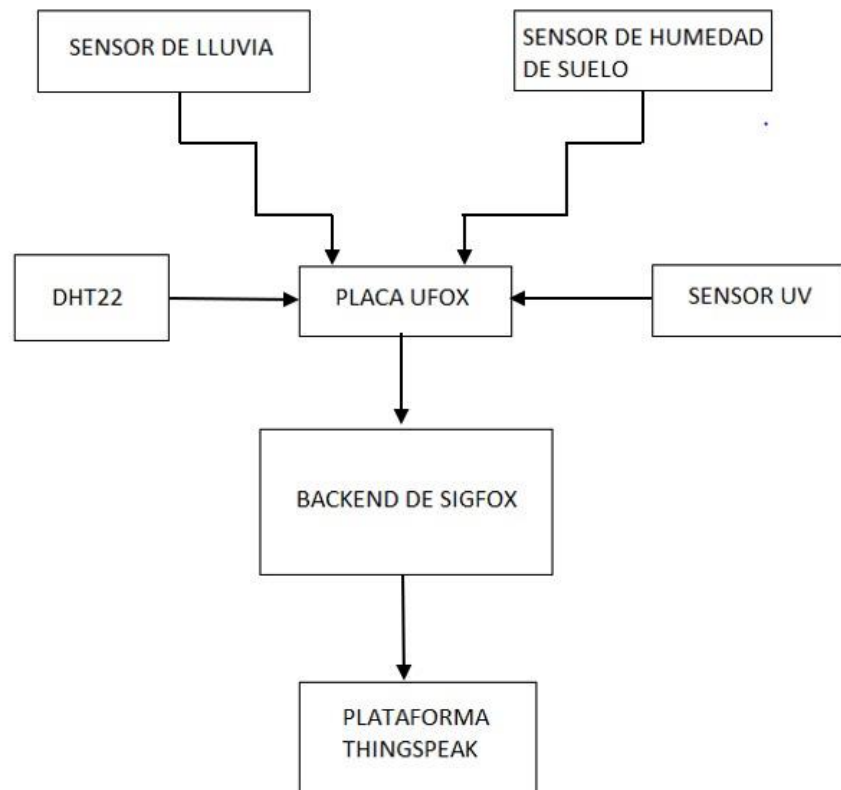 SENSOR DE LLUVIA
SENSOR DE HUMEDAD
DE SUELO
DHT22
PLACA UFOX
SENSOR UV
BACKEND DE SIGFOX
PLATAFORMA
THINGSPEAK